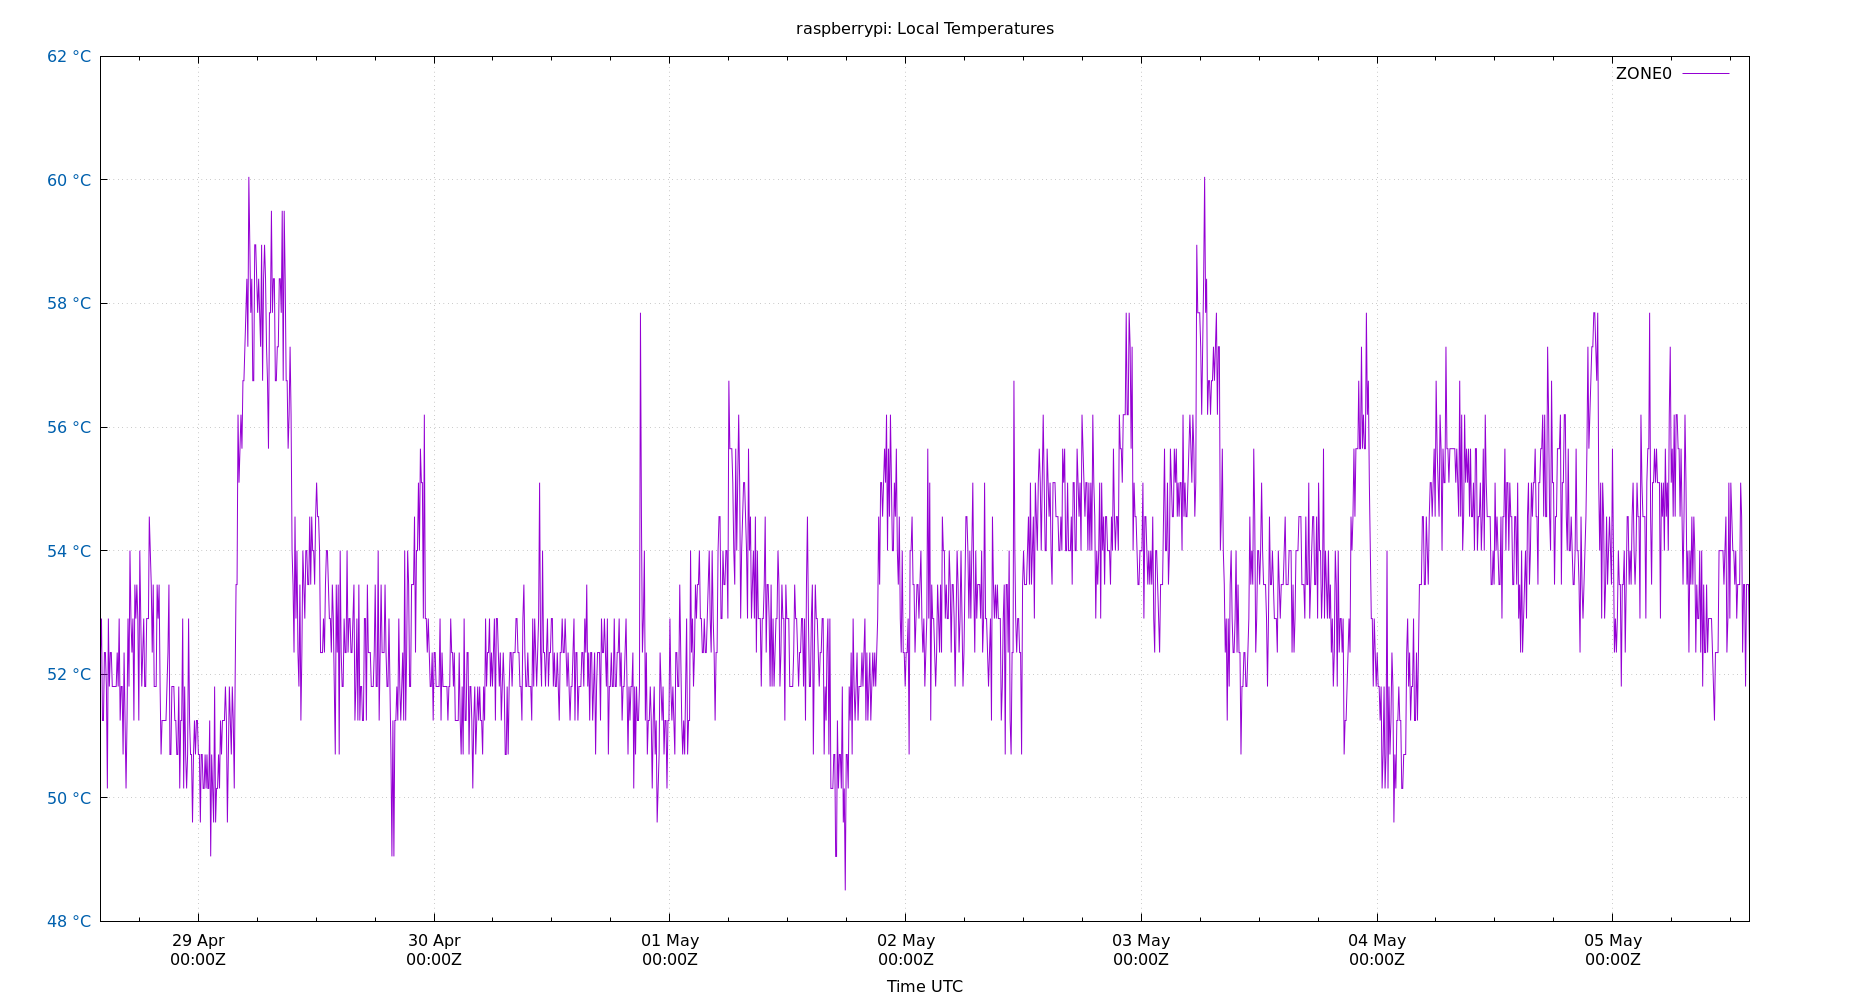 raspberrypi: Local Temperatures
62 °C
ZONE0
60 °C
58 °C
56 °C
54 °C
52 °C
50 °C
48 °C
29 Apr 30 Apr 01 May 02 May 03 May 04 May 05 May
00:00Z 00:00Z 00:00Z 00:00Z 00:00Z 00:00Z 00:00Z
Time UTC